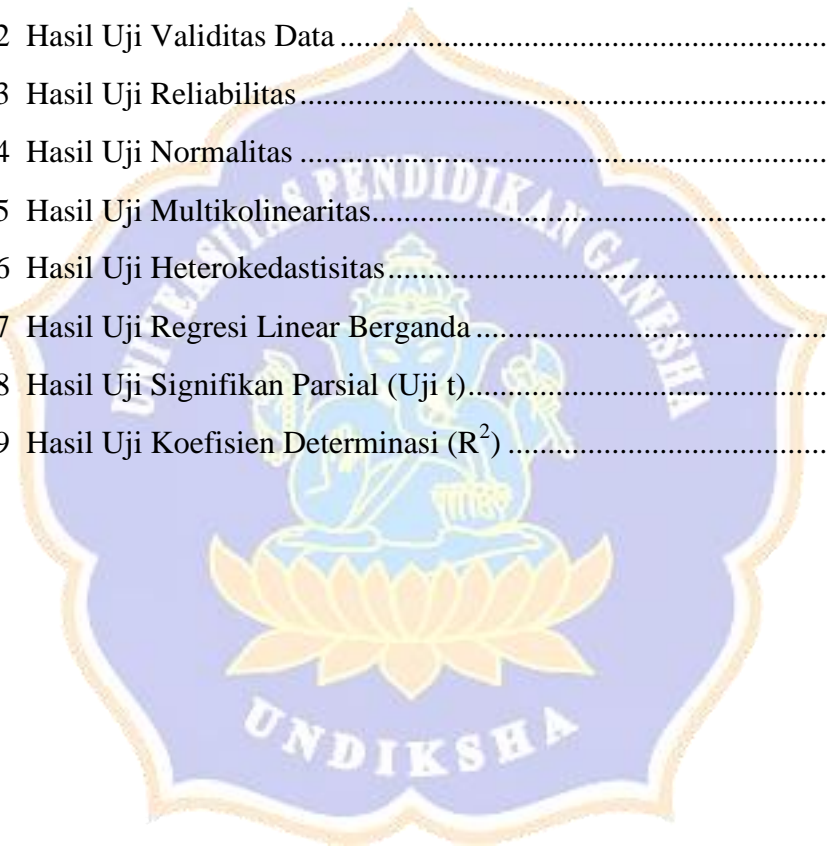 2 Hasil Uji Validitas Data ........................................................
3 Hasil Uji Reliabilitas ........................................................
4 Hasil Uji Normalitas ........................................................
5 Hasil Uji Multikolinearitas ........................................................
6 Hasil Uji Heterokedastisitas ........................................................
7 Hasil Uji Regresi Linear Berganda ........................................................
8 Hasil Uji Signifikan Parsial (Uji t) ........................................................
9 Hasil Uji Koefisien Determinasi (R²) ........................................................
UNIVERSITAS PENDIDIKAN GANESHA
UNDIKSHA